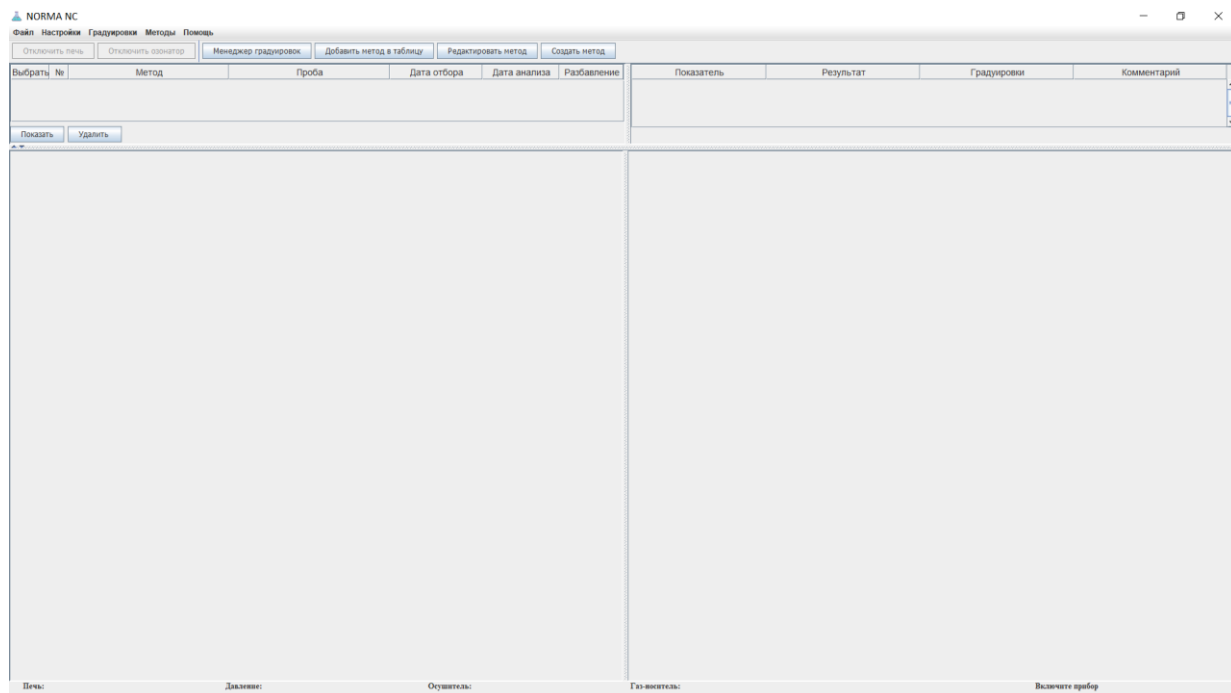 NORMA NC
Файл Настройки Градуировки Методы Помощь
Отключить печь Отключить озонатор Менеджер градуировок Добавить метод в таблицу Редактировать метод Создать метод
Выбрать № Метод Проба Дата отбора Дата анализа Разбавление Показатель Результат Градуировки Комментарий
Показать Удалить
Печь: Давление: Осушитель: Газ-носитель: Включите прибор